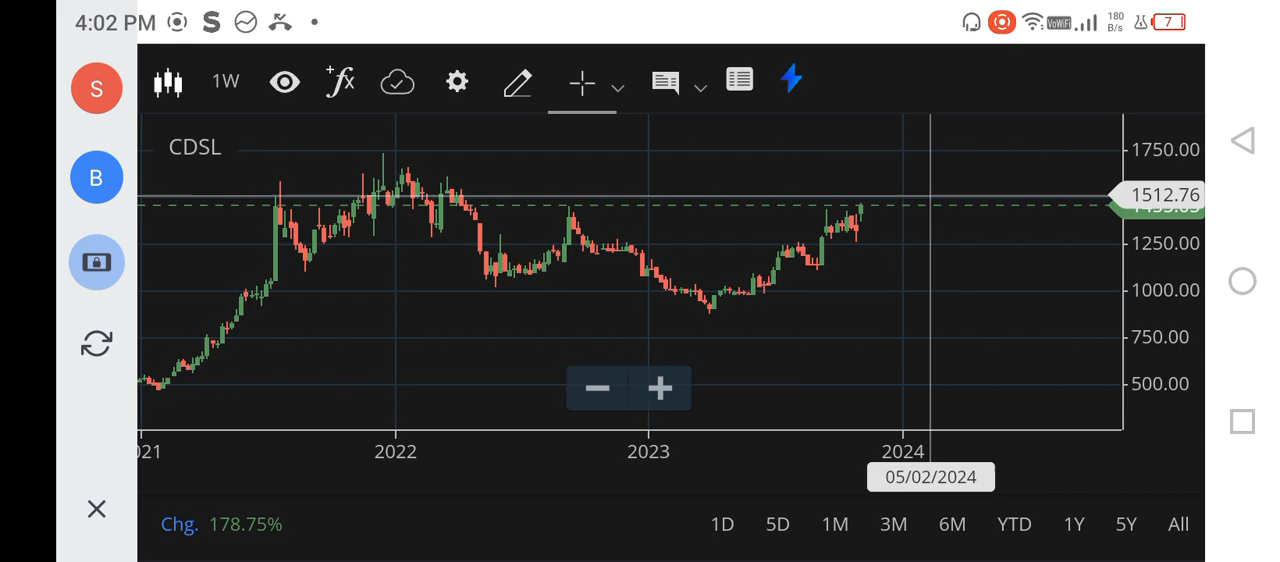 4:02 PM S VoWiFi 180 B/s 7
S
B
1W +fx
CDSL
1750.00
1512.76
1250.00
1000.00
750.00
500.00
021 2022 2023 2024
05/02/2024
Chg. 178.75% 1D 5D 1M 3M 6M YTD 1Y 5Y All